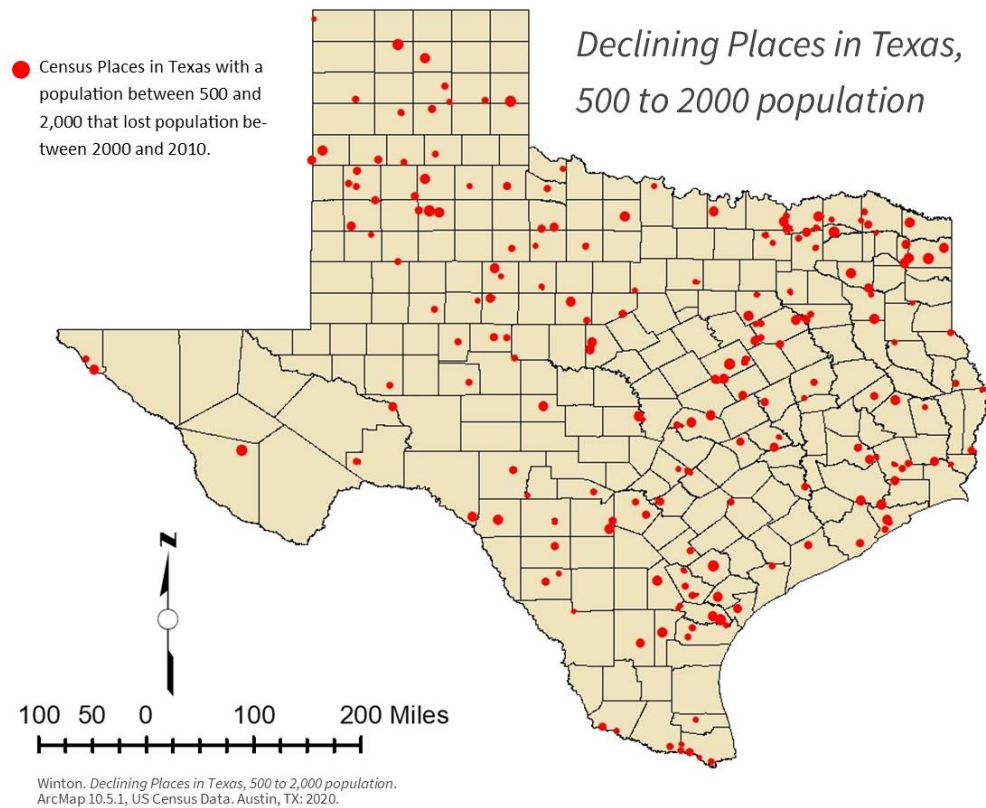 Declining Places in Texas,
500 to 2000 population
Census Places in Texas with a
population between 500 and
2,000 that lost population be-
tween 2000 and 2010.
N
100 50 0 100 200 Miles
Winton. Declining Places in Texas, 500 to 2,000 population.
ArcMap 10.5.1, US Census Data. Austin, TX: 2020.